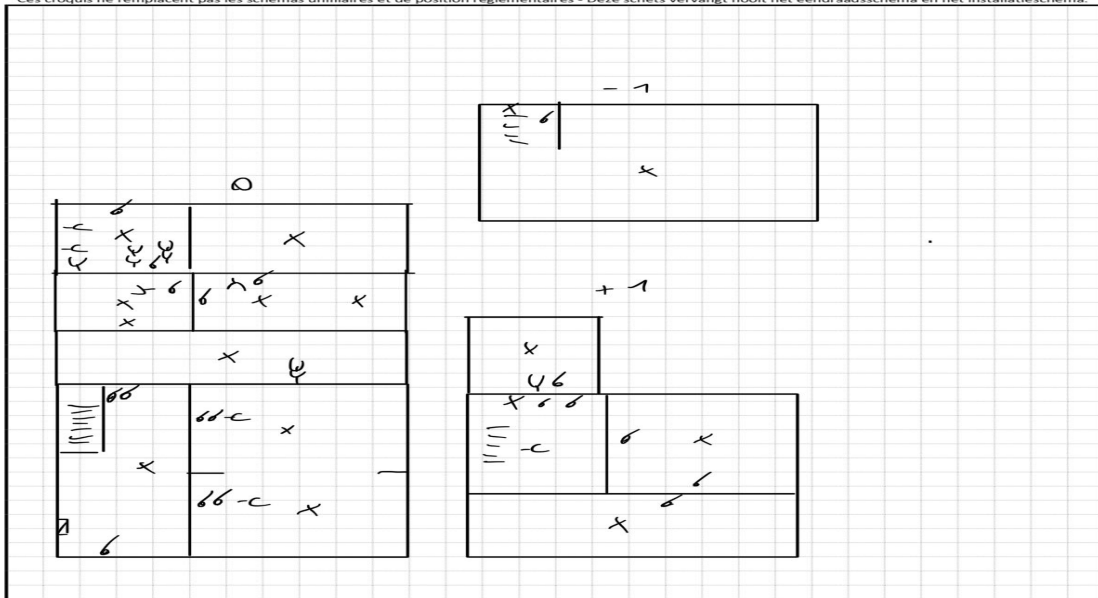 Ces croquis ne remplacent pas les schémas unifilaires et de position réglementaires - Deze schets vervangt nooit het eendraadsschema en het installatieschema.
- 1
0
+ 1